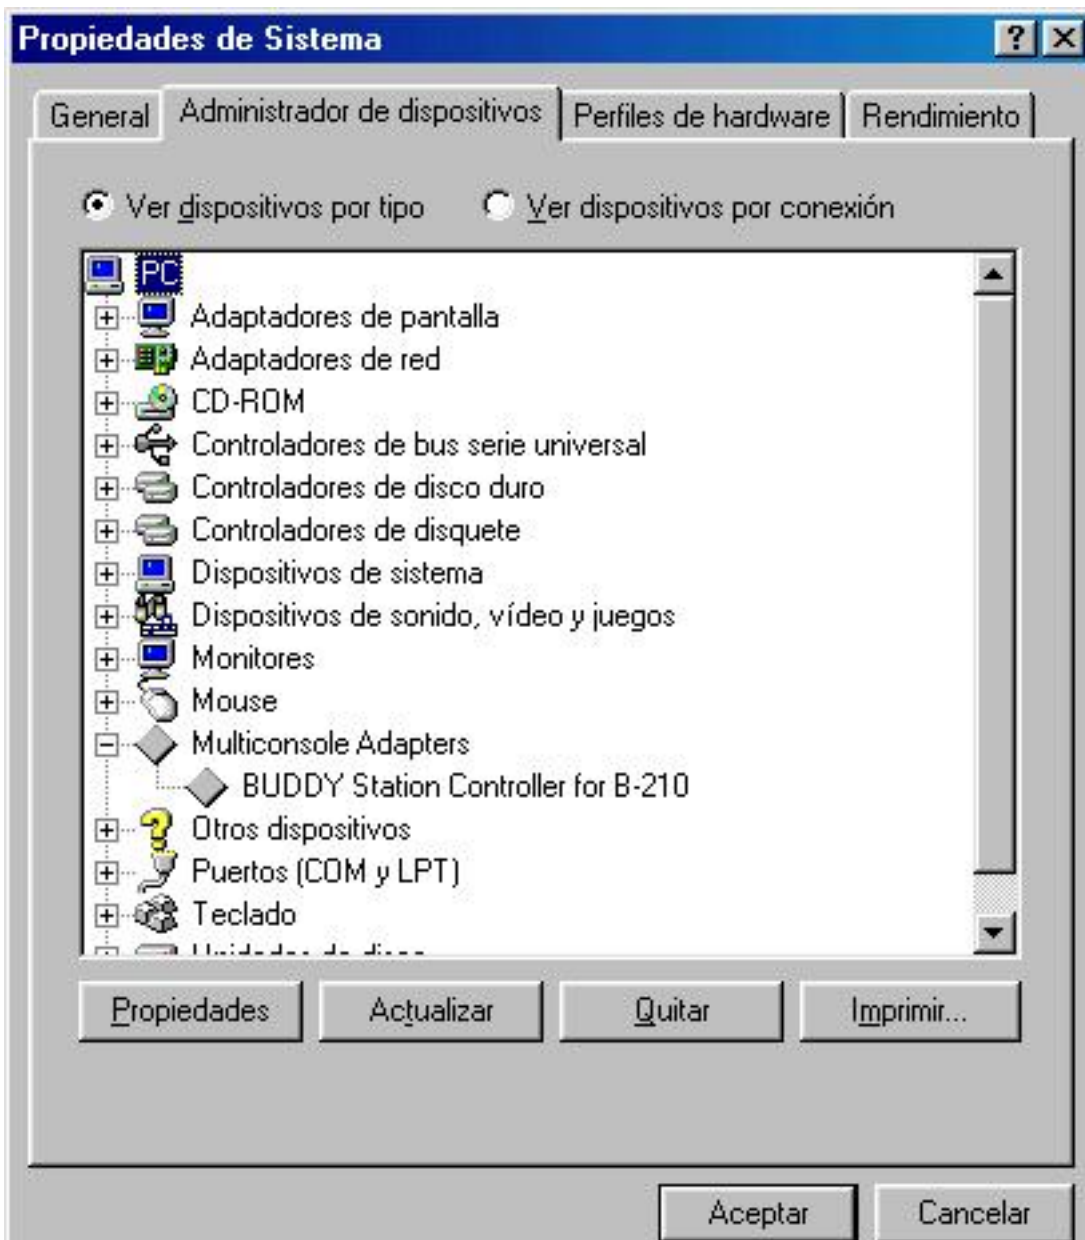 Propiedades de Sistema
General Administrador de dispositivos Perfiles de hardware Rendimiento
Ver dispositivos por tipo Ver dispositivos por conexión
PC
Adaptadores de pantalla
Adaptadores de red
CD-ROM
Controladores de bus serie universal
Controladores de disco duro
Controladores de disquete
Dispositivos de sistema
Dispositivos de sonido, vídeo y juegos
Monitores
Mouse
Multiconsole Adapters
BUDDY Station Controller for B-210
Otros dispositivos
Puertos (COM y LPT)
Teclado
Unidades de disco
Propiedades Actualizar Quitar Imprimir...
Aceptar Cancelar